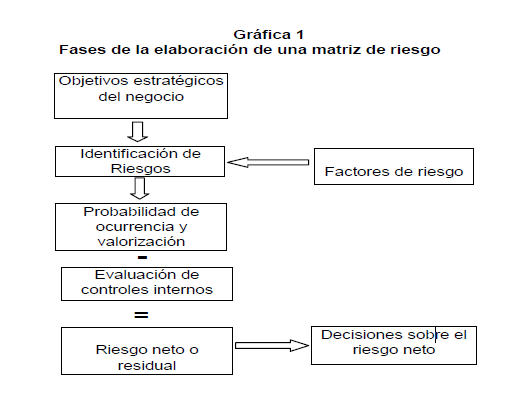 Gráfica 1
Fases de la elaboración de una matriz de riesgo
Objetivos estratégicos
del negocio
Identificación de
Riesgos
Factores de riesgo
Probabilidad de
ocurrencia y
valorización
-
Evaluación de
controles internos
=
Riesgo neto o
residual
Decisiones sobre el
riesgo neto